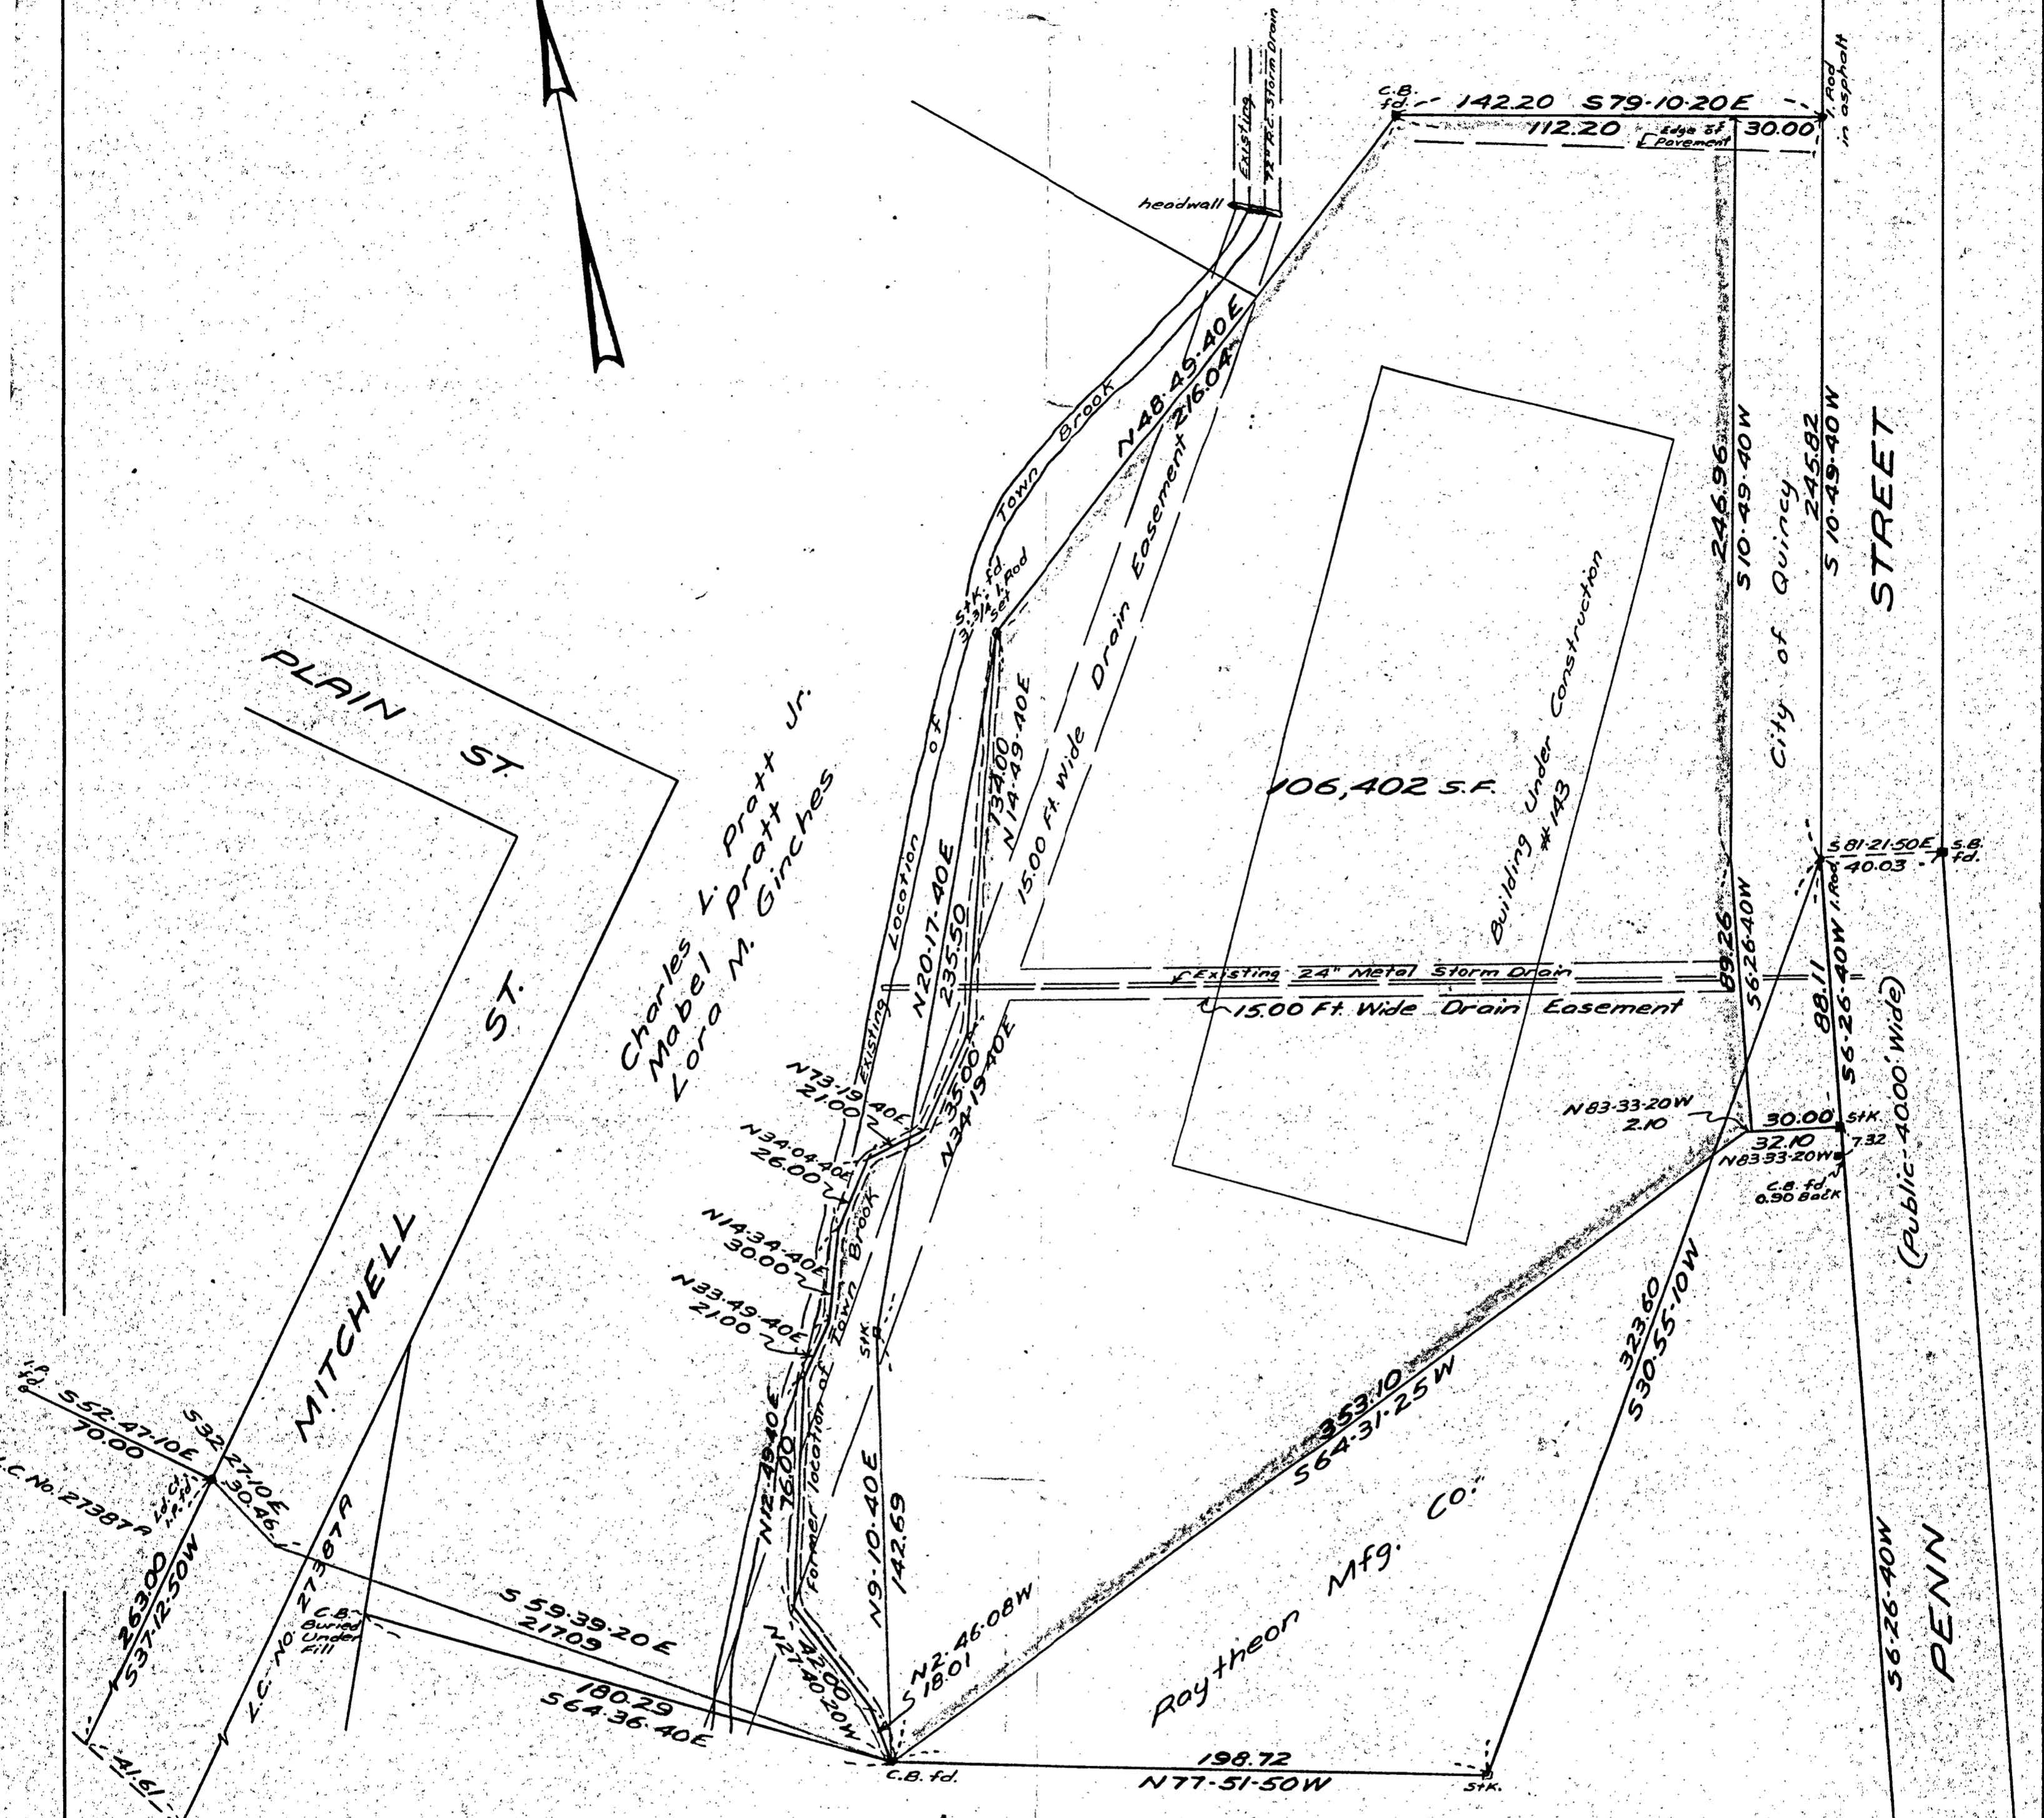 C.B.
fd.
142.20 S79-10-20E
112.20
Edge of
Pavement
30.00
I. Rod
in asphalt
Existing
72" R.C. Storm Drain
headwall
N48-49-40E
216.04
Town Brook
Location of
Existing
Stk. fd.
3/4" I. Rod
Set
134.00
N14-49-40E
15.00 Ft. Wide Drain Easement
N20-17-40E
235.50
106,402 S.F.
Building Under Construction
#143
246.96
S10-49-40W
City of Quincy
245.82
S10-49-40W
STREET
PLAIN ST.
Charles L. Pratt Jr.
Mabel Pratt
Lora M. Ginches
S81-21-50E
40.03
S.B.
fd.
I. Rod
89.26
S6-26-40W
88.11
S6-26-40W
(Public-40.00' Wide)
Existing 24" Metal Storm Drain
15.00 Ft. Wide Drain Easement
35.00
N34-19-40E
N73-19-40E
21.00
N34-04-40E
26.00
N14-34-40E
30.00
N33-49-40E
21.00
N83-33-20W
2.10
30.00
Stk.
32.10
N83-33-20W
7.32
C.B. fd.
0.90 Back
MITCHELL ST.
Former location of Town Brook
Stk.
N12-49-40E
76.00
N9-10-40E
142.69
353.10
S64-31-25W
323.60
S30-55-10W
Raytheon Mfg. Co.
I.P.
fd.
S52-47-10E
70.00
L.C. No. 27387A
Ld. Ct.
I.P. fd.
S32-27-10E
30.46
263.00
S37-12-50W
L.C. No. 27387A
41.61
C.B.
Buried
Under
Fill
S59-39-20E
217.09
180.29
S64-36-40E
42.00
N27-40-20W
N2-46-08W
18.01
C.B. fd.
198.72
N77-51-50W
Stk.
S6-26-40W
PENN